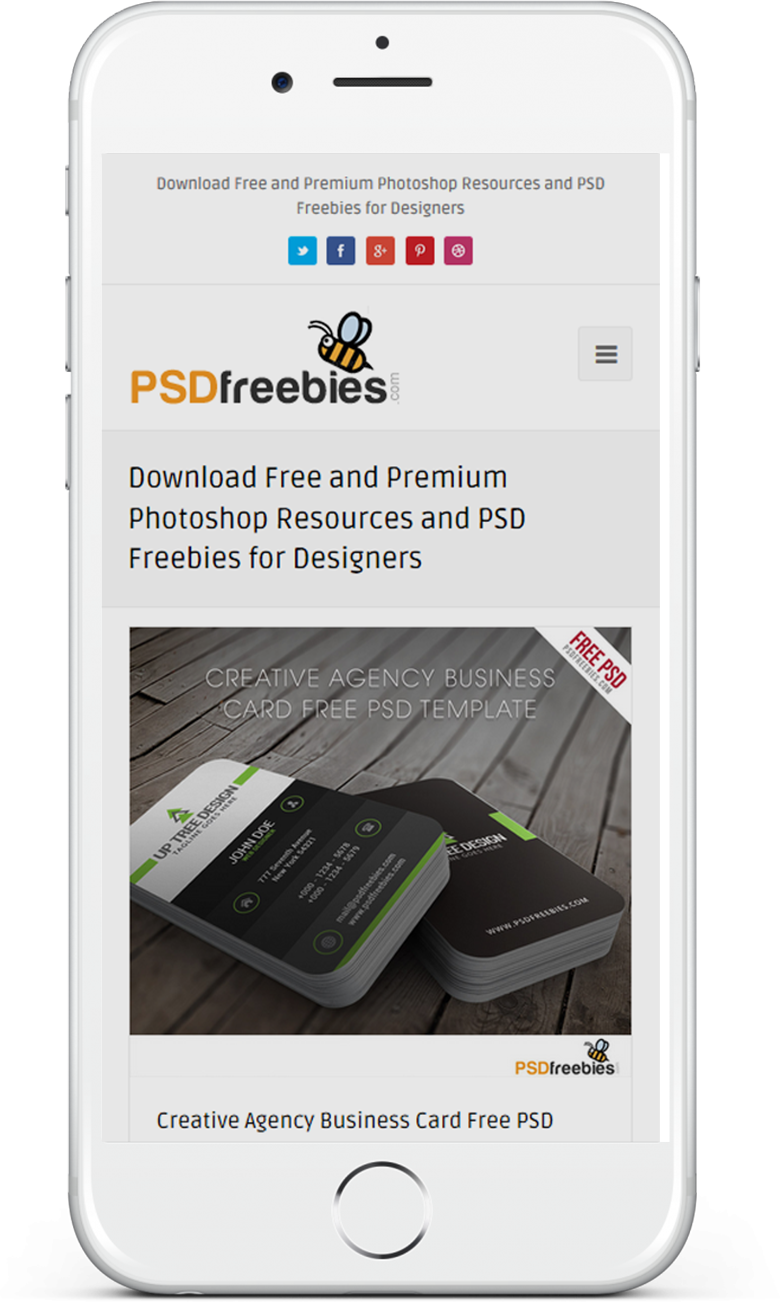 Download Free and Premium Photoshop Resources and PSD
Freebies for Designers
PSDfreebies.com
Download Free and Premium
Photoshop Resources and PSD
Freebies for Designers
FREE PSD
PSDFREEBIES.COM
CREATIVE AGENCY BUSINESS
CARD FREE PSD TEMPLATE
UP TREE DESIGN
TAGLINE GOES HERE
JOHN DOE
WEB DESIGNER
777 Seventh Avenue
New York 54321
+000 - 1234 - 5678
+000 - 1234 - 5679
mail@psdfreebies.com
www.psdfreebies.com
EE DESIGN
GOES HERE
WWW.PSDFREEBIES.COM
PSDfreebies
Creative Agency Business Card Free PSD